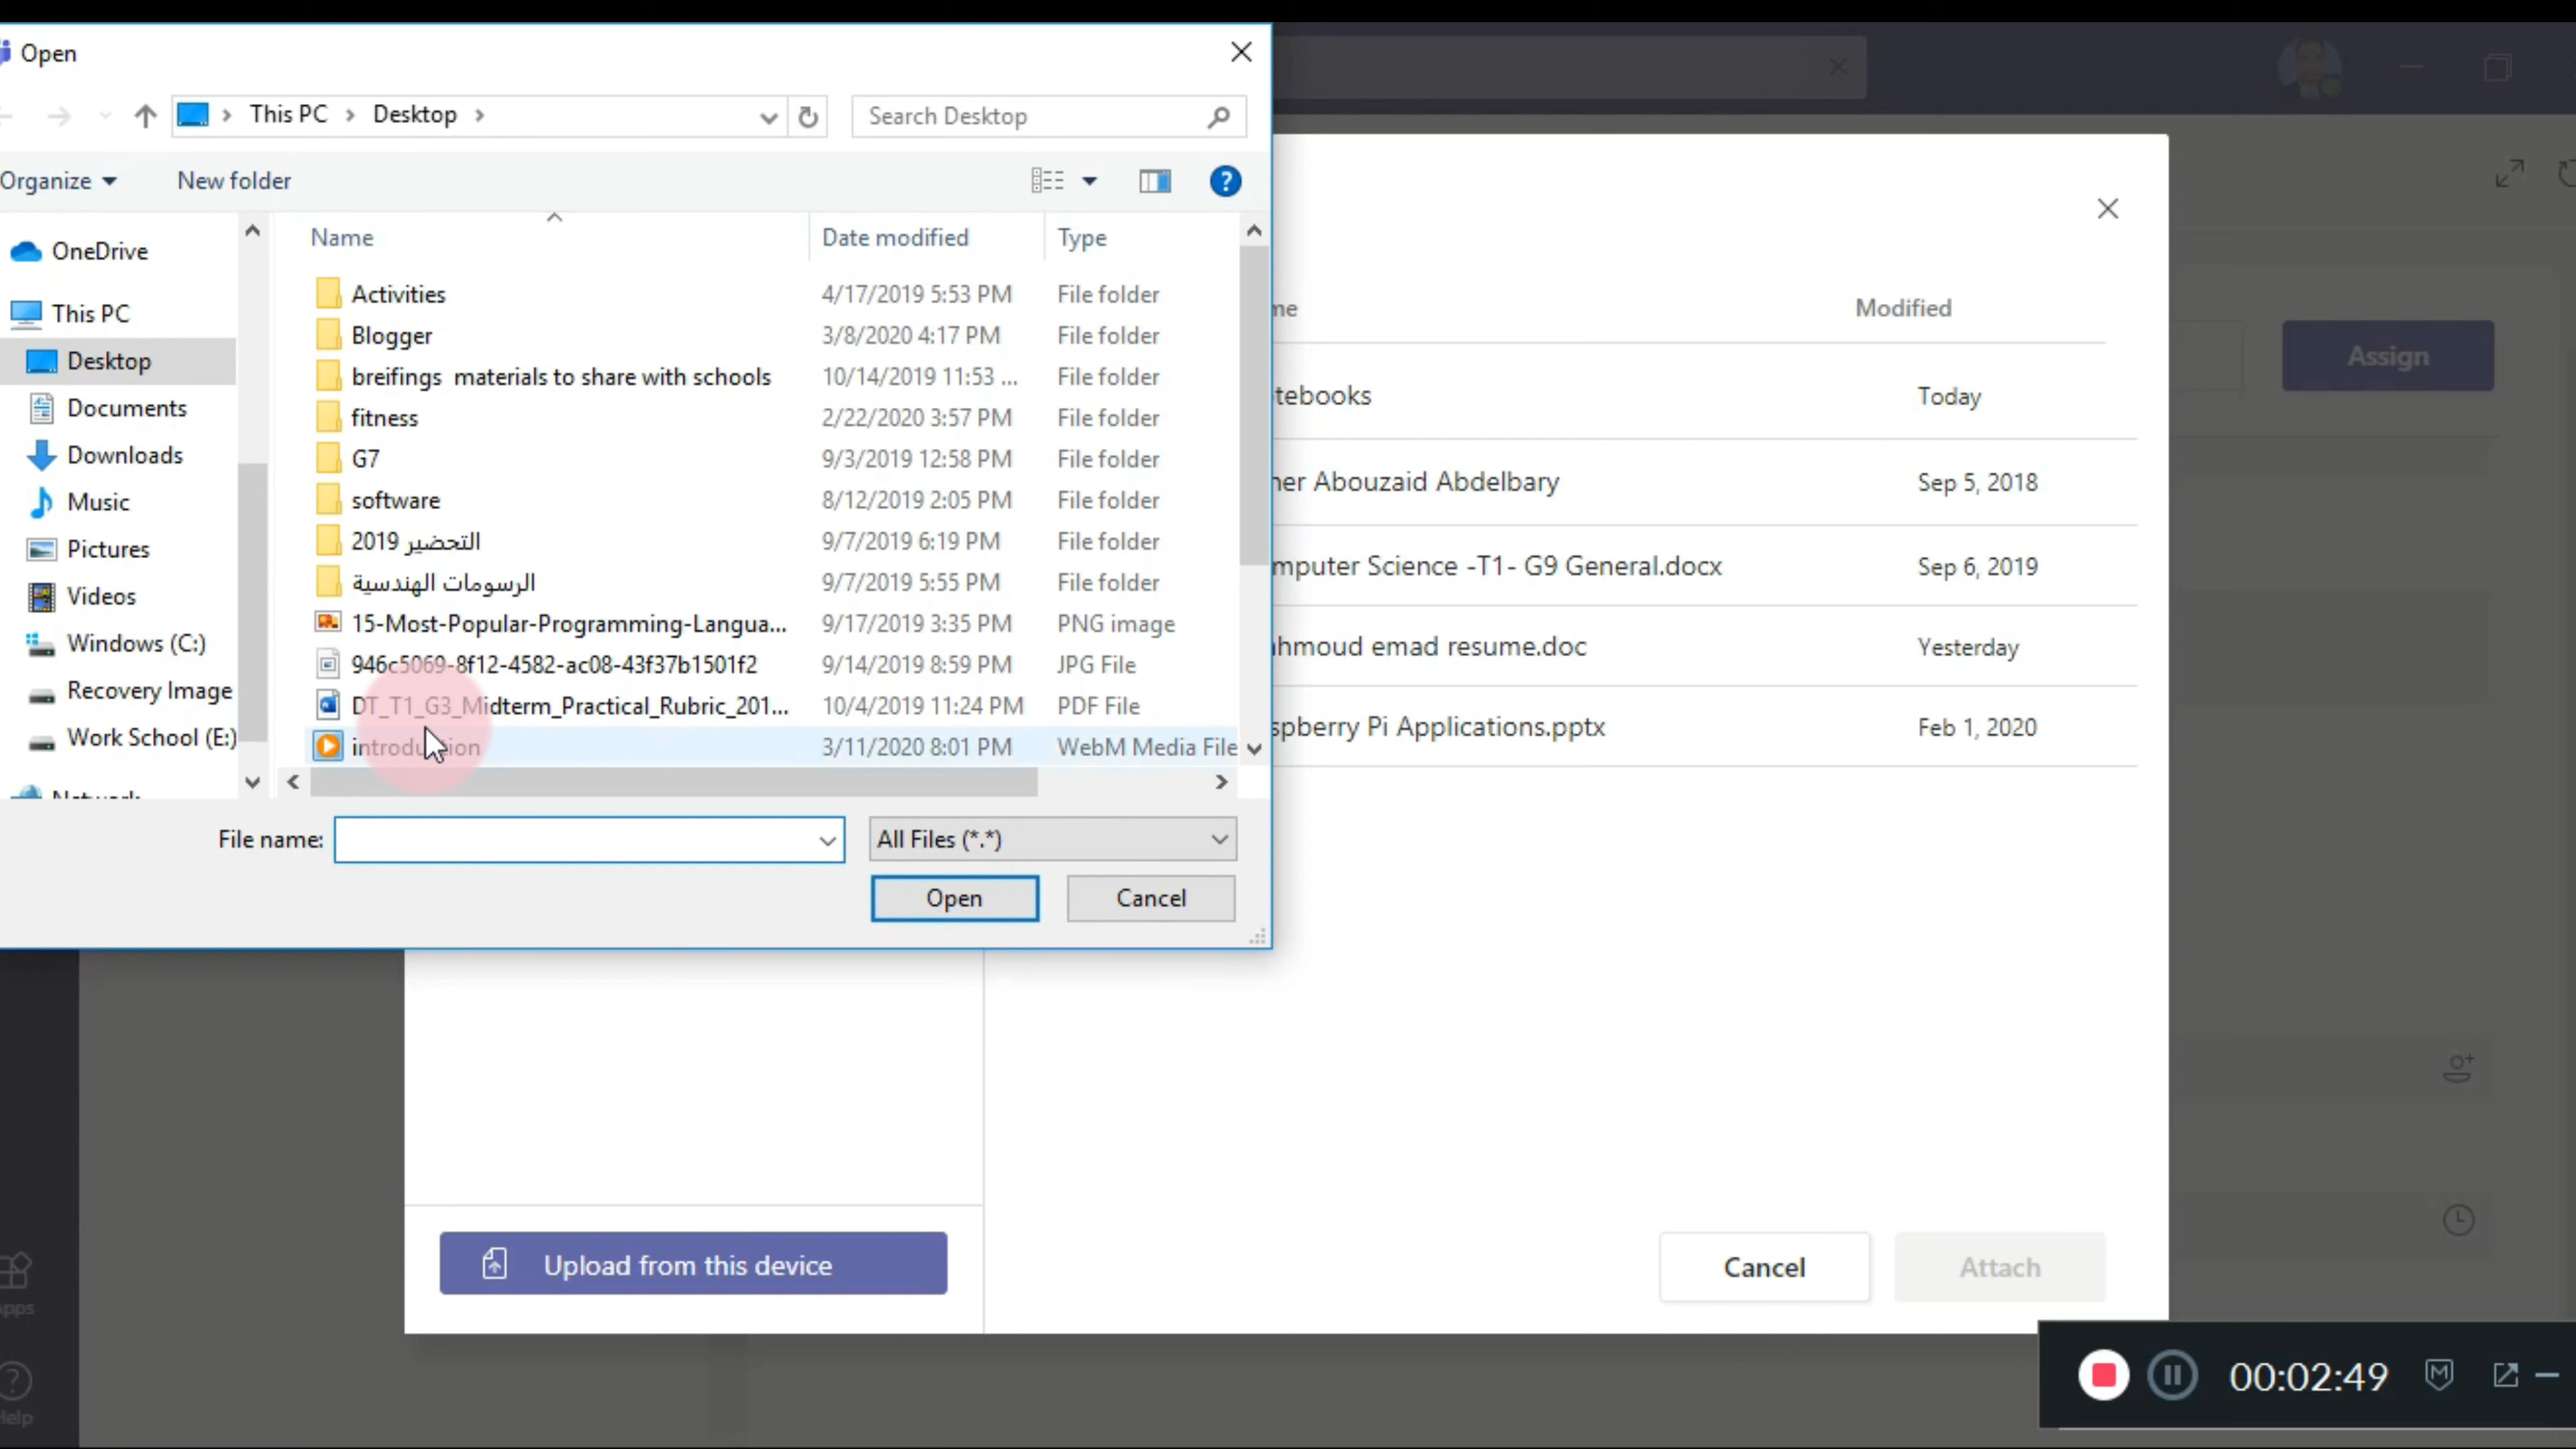 Open
This PC > Desktop >
Search Desktop
Organize
New folder
Name
Date modified
Type
OneDrive
This PC
Desktop
Documents
Downloads
Music
Pictures
Videos
Windows (C:)
Recovery Image
Work School (E:)
Network
Activities 4/17/2019 5:53 PM File folder
Blogger 3/8/2020 4:17 PM File folder
breifings materials to share with schools 10/14/2019 11:53 ... File folder
fitness 2/22/2020 3:57 PM File folder
G7 9/3/2019 12:58 PM File folder
software 8/12/2019 2:05 PM File folder
التحضير 2019 9/7/2019 6:19 PM File folder
الرسومات الهندسية 9/7/2019 5:55 PM File folder
15-Most-Popular-Programming-Langua... 9/17/2019 3:35 PM PNG image
946c5069-8f12-4582-ac08-43f37b1501f2 9/14/2019 8:59 PM JPG File
DT_T1_G3_Midterm_Practical_Rubric_201... 10/4/2019 11:24 PM PDF File
introduction 3/11/2020 8:01 PM WebM Media File
File name:
All Files (*.*)
Open
Cancel
me Modified
Assign
tebooks Today
her Abouzaid Abdelbary Sep 5, 2018
mputer Science -T1- G9 General.docx Sep 6, 2019
ahmoud emad resume.doc Yesterday
spberry Pi Applications.pptx Feb 1, 2020
Upload from this device
Cancel
Attach
Apps
Help
00:02:49